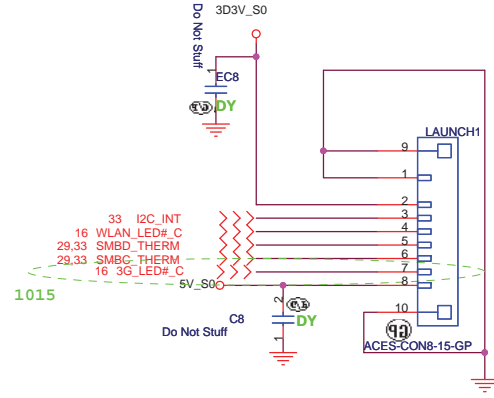 3D3V_S0
Do Not Stuff
1
EC8
DY
LAUNCH1
9
1
2
33 I2C_INT
3
16 WLAN_LED#_C
4
29,33 SMBD_THERM
5
29,33 SMBC_THERM
6
16 3G_LED#_C
7
5V_S0
8
1015
2
C8
DY
Do Not Stuff
1
10
GP
ACES-CON8-15-GP